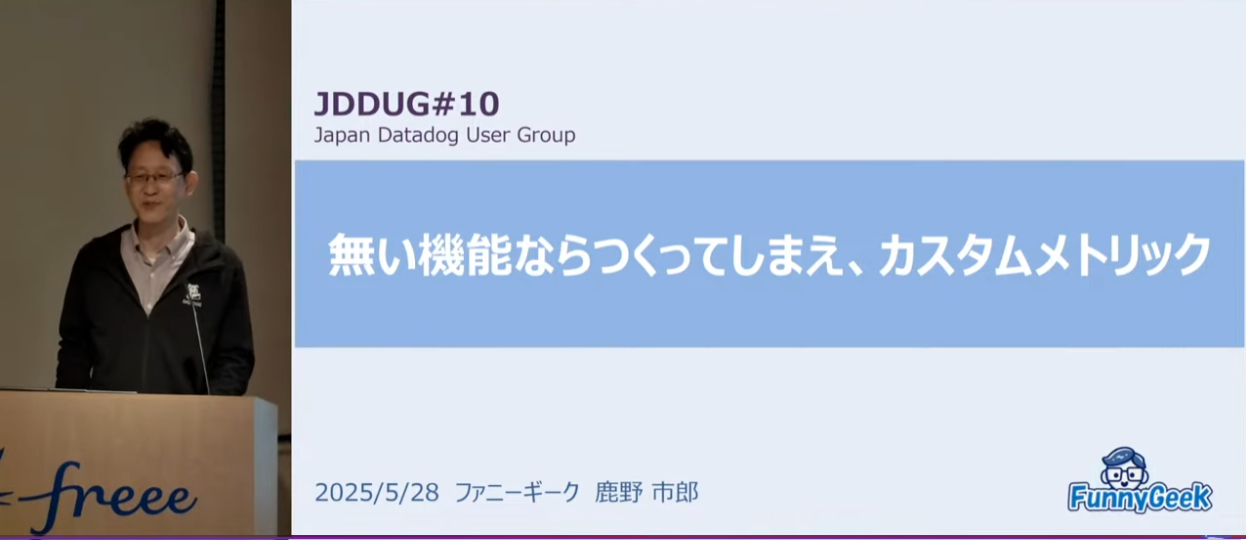 JDDUG#10
Japan Datadog User Group
無い機能ならつくってしまえ、カスタムメトリック
2025/5/28 ファニーギーク 鹿野 市郎
FunnyGeek
freee